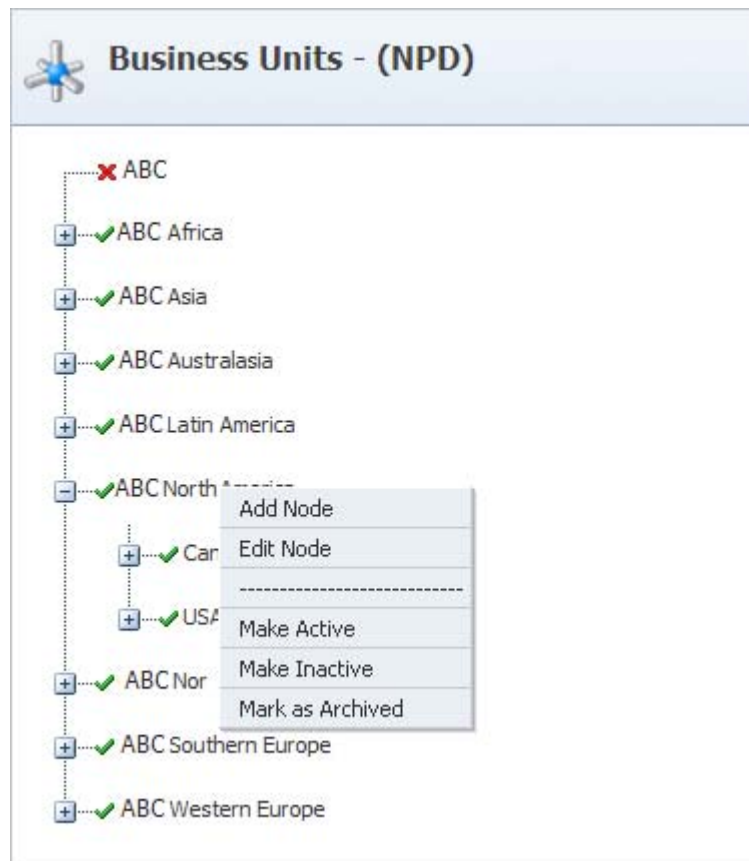 Business Units - (NPD)
ABC
ABC Africa
ABC Asia
ABC Australasia
ABC Latin America
ABC North
Add Node
Edit Node
---------------------------
USA
Make Active
Make Inactive
Mark as Archived
ABC Nor
ABC Southern Europe
ABC Western Europe